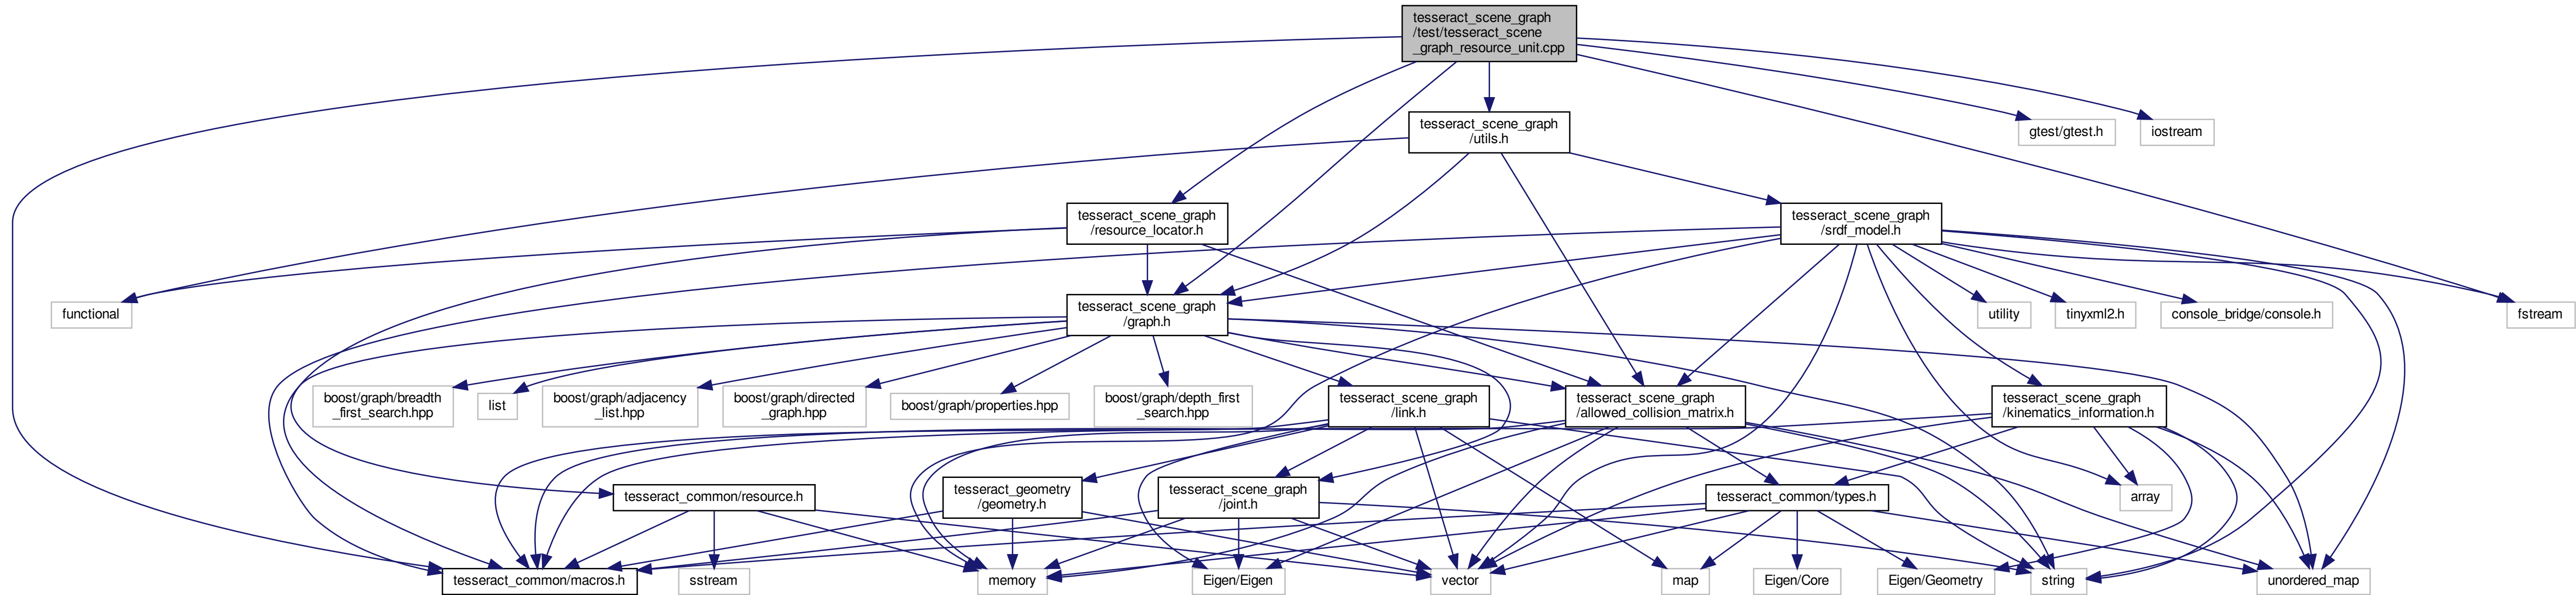 tesseract_scene_graph
/test/tesseract_scene
_graph_resource_unit.cpp
tesseract_scene_graph
/utils.h
gtest/gtest.h
iostream
tesseract_scene_graph
/resource_locator.h
tesseract_scene_graph
/srdf_model.h
functional
tesseract_scene_graph
/graph.h
utility
tinyxml2.h
console_bridge/console.h
fstream
boost/graph/breadth
_first_search.hpp
list
boost/graph/adjacency
_list.hpp
boost/graph/directed
_graph.hpp
boost/graph/properties.hpp
boost/graph/depth_first
_search.hpp
tesseract_scene_graph
/link.h
tesseract_scene_graph
/allowed_collision_matrix.h
tesseract_scene_graph
/kinematics_information.h
tesseract_common/resource.h
tesseract_geometry
/geometry.h
tesseract_scene_graph
/joint.h
tesseract_common/types.h
array
tesseract_common/macros.h
sstream
memory
Eigen/Eigen
vector
map
Eigen/Core
Eigen/Geometry
string
unordered_map